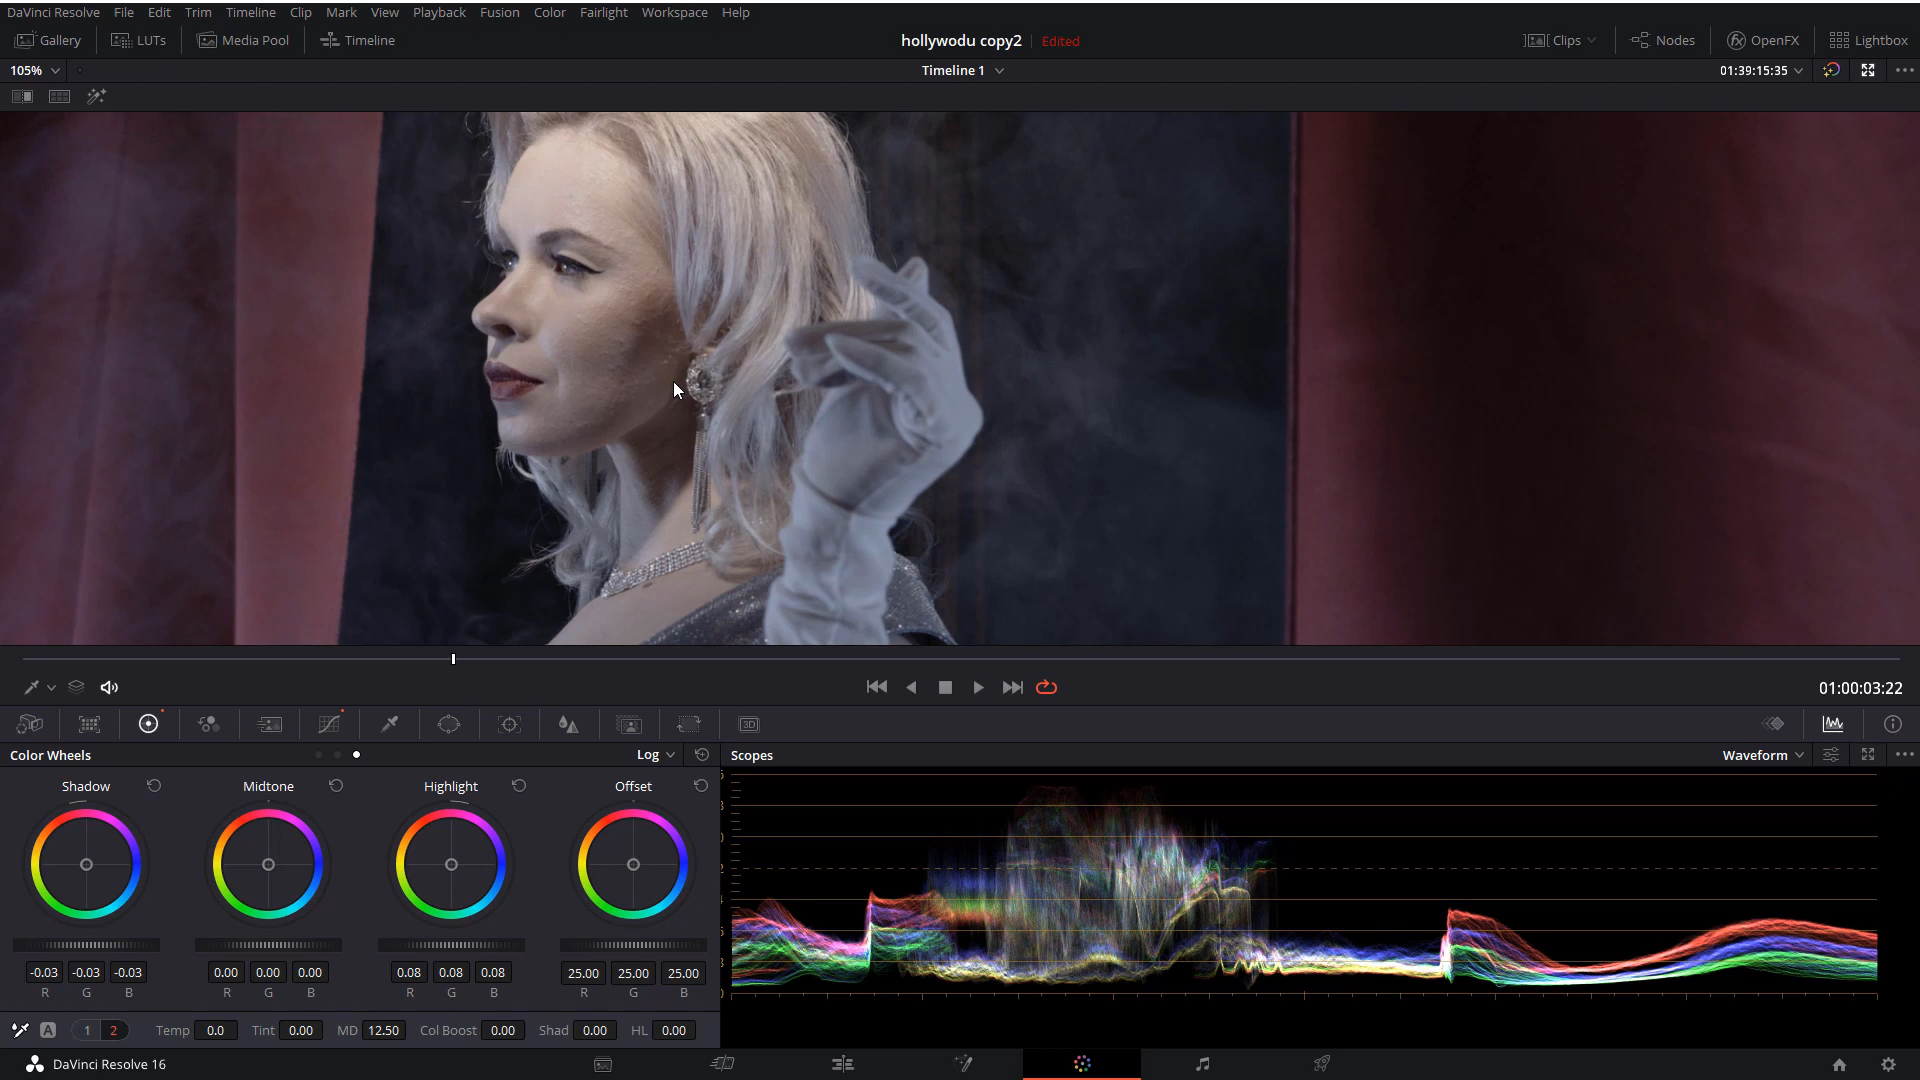 DaVinci Resolve File Edit Trim Timeline Clip Mark View Playback Fusion Color Fairlight Workspace Help
Gallery LUTs Media Pool Timeline hollywodu copy2 Edited Clips Nodes OpenFX Lightbox
105% Timeline 1 01:39:15:35
01:00:03:22
3D
Color Wheels Log Scopes Waveform
Shadow Midtone Highlight Offset
-0.03 -0.03 -0.03 0.00 0.00 0.00 0.08 0.08 0.08 25.00 25.00 25.00
R G B R G B R G B R G B
A 1 2 Temp 0.0 Tint 0.00 MD 12.50 Col Boost 0.00 Shad 0.00 HL 0.00
DaVinci Resolve 16